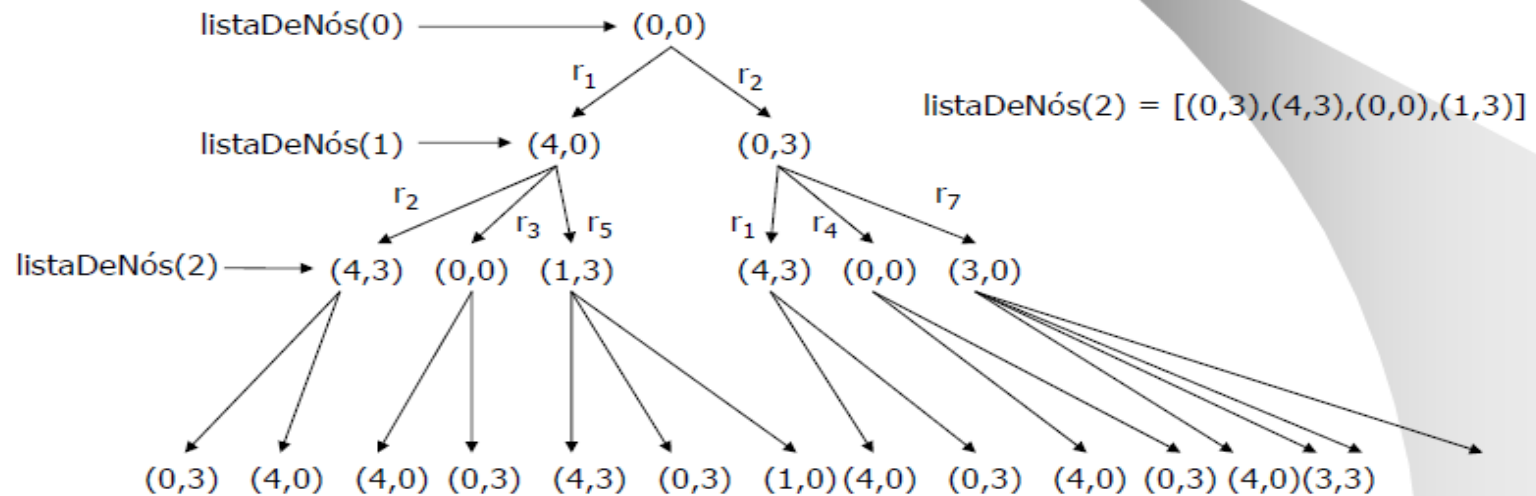 listaDeNós(0) (0,0)
r1 r2
listaDeNós(2) = [(0,3),(4,3),(0,0),(1,3)]
listaDeNós(1) (4,0) (0,3)
r2 r3 r5 r1 r4 r7
listaDeNós(2) (4,3) (0,0) (1,3) (4,3) (0,0) (3,0)
(0,3) (4,0) (4,0) (0,3) (4,3) (0,3) (1,0) (4,0) (0,3) (4,0) (0,3) (4,0) (3,3)